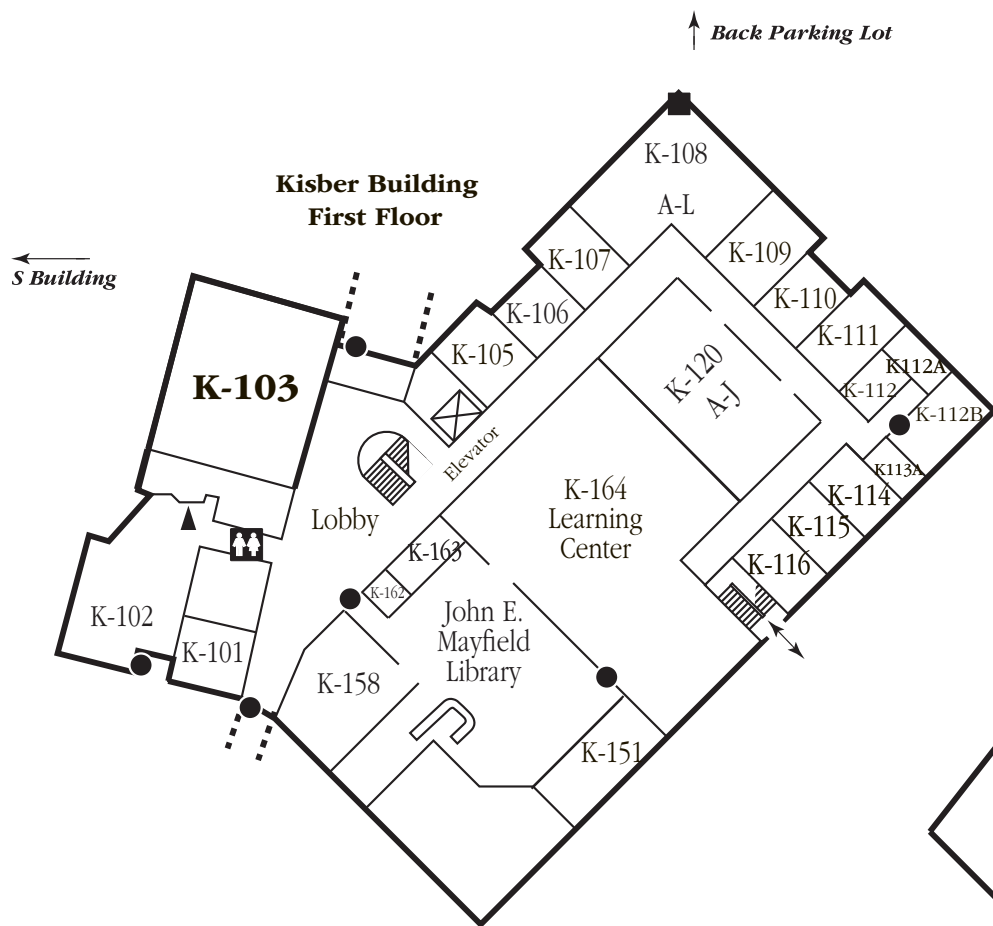 Back Parking Lot
K-108
A-L
Kisber Building
First Floor
K-109
K-107
S Building
K-110
K-106
K-111
K-105
K112A
K-120
A-J
K-112
K-103
K-112B
Elevator
K113A
K-164
Learning
Center
K-114
Lobby
K-115
K-163
K-116
K-162
K-102
John E.
Mayfield
Library
K-101
K-158
K-151